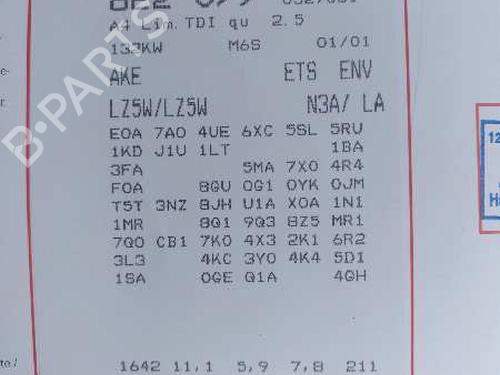 A4 Lim.TDI qu 2.5
132KW M6S 01/01
AKE ETS ENV
LZ5W/LZ5W N3A/ LA
E0A 7A0 4UE 6XC 5SL 5RU
1KD J1U 1LT 1BA
3FA 5MA 7X0 4R4
F0A 8GU 0G1 0YK 0JM
T5T 3NZ 8JH U1A X0A 1N1
1MR 8Q1 9Q3 8Z5 MR1
7Q0 CB1 7K0 4X3 2K1 6R2
3L3 4KC 3Y0 4K4 5D1
1SA 0GE Q1A 4GH
1642 11,1 5,9 7,8 211
B-PARTS
12
H